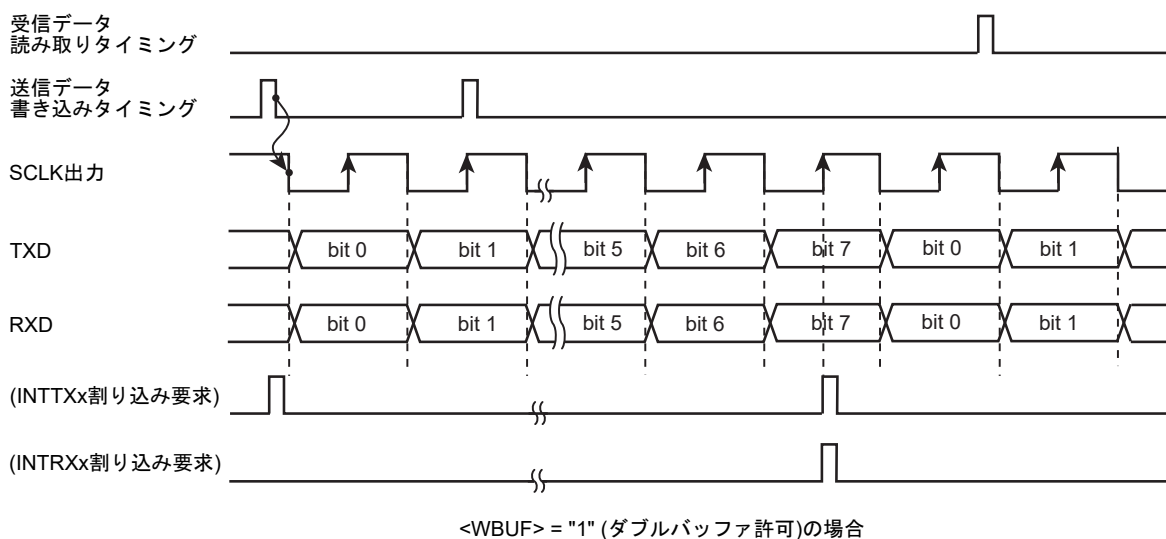 受信データ
読み取りタイミング
送信データ
書き込みタイミング
SCLK出力
TXD
bit 0
bit 1
bit 5
bit 6
bit 7
bit 0
bit 1
RXD
bit 0
bit 1
bit 5
bit 6
bit 7
bit 0
bit 1
(INTTXx割り込み要求)
(INTRXx割り込み要求)
<WBUF> = "1" (ダブルバッファ許可)の場合